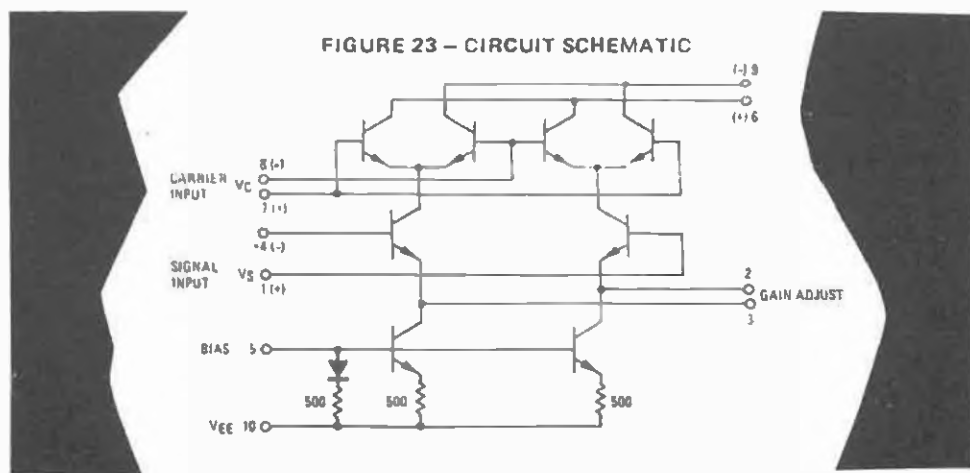 FIGURE 23 – CIRCUIT SCHEMATIC
(-) 9
(+) 6
8 (-)
CARRIER INPUT VC
7 (+)
4 (-)
SIGNAL INPUT VS
1 (+)
2
GAIN ADJUST
3
BIAS 5
500 500 500
VEE 10